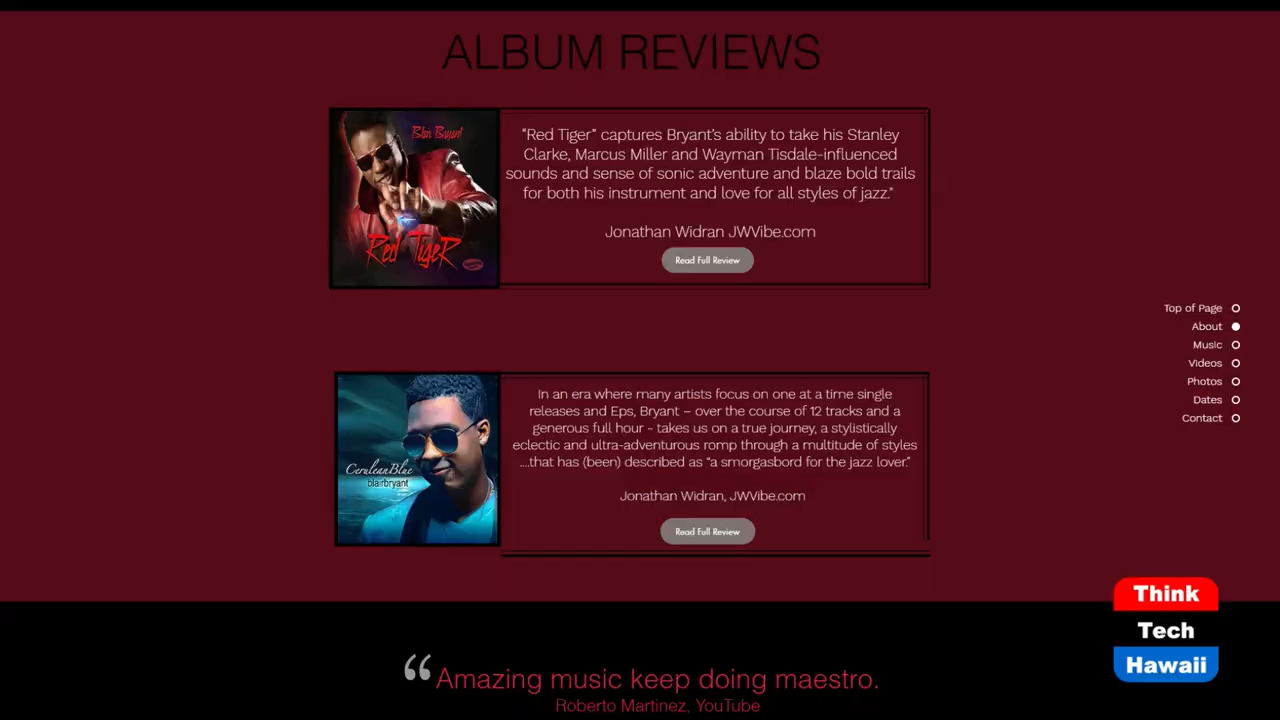 ALBUM REVIEWS
Blair Bryant
Red TigeR
“Red Tiger” captures Bryant's ability to take his Stanley
Clarke, Marcus Miller and Wayman Tisdale-influenced
sounds and sense of sonic adventure and blaze bold trails
for both his instrument and love for all styles of jazz."
Jonathan Widran JWVibe.com
Read Full Review
Top of Page
About
Music
Videos
Photos
Dates
Contact
CeruleanBlue
blairbryant
In an era where many artists focus on one at a time single
releases and Eps, Bryant – over the course of 12 tracks and a
generous full hour - takes us on a true journey, a stylistically
eclectic and ultra-adventurous romp through a multitude of styles
....that has (been) described as “a smorgasbord for the jazz lover.”
Jonathan Widran, JWVibe.com
Read Full Review
Think
Tech
Hawaii
“Amazing music keep doing maestro.
Roberto Martinez, YouTube